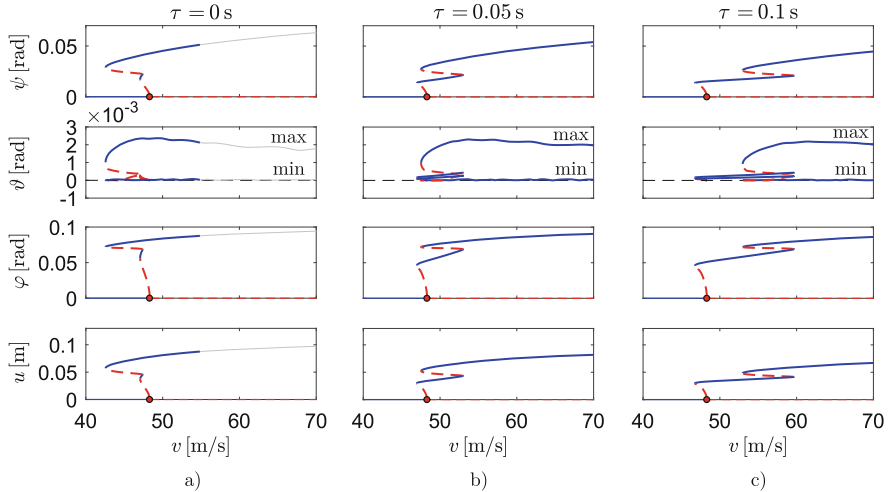 τ = 0 s
τ = 0.05 s
τ = 0.1 s
ψ [rad]
0.05
0
×10⁻³
ϑ [rad]
3
2
1
0
-1
max
min
max
min
max
min
φ [rad]
0.1
0.05
0
u [m]
0.1
0.05
0
40 50 60 70
40 50 60 70
40 50 60 70
v [m/s]
v [m/s]
v [m/s]
a)
b)
c)